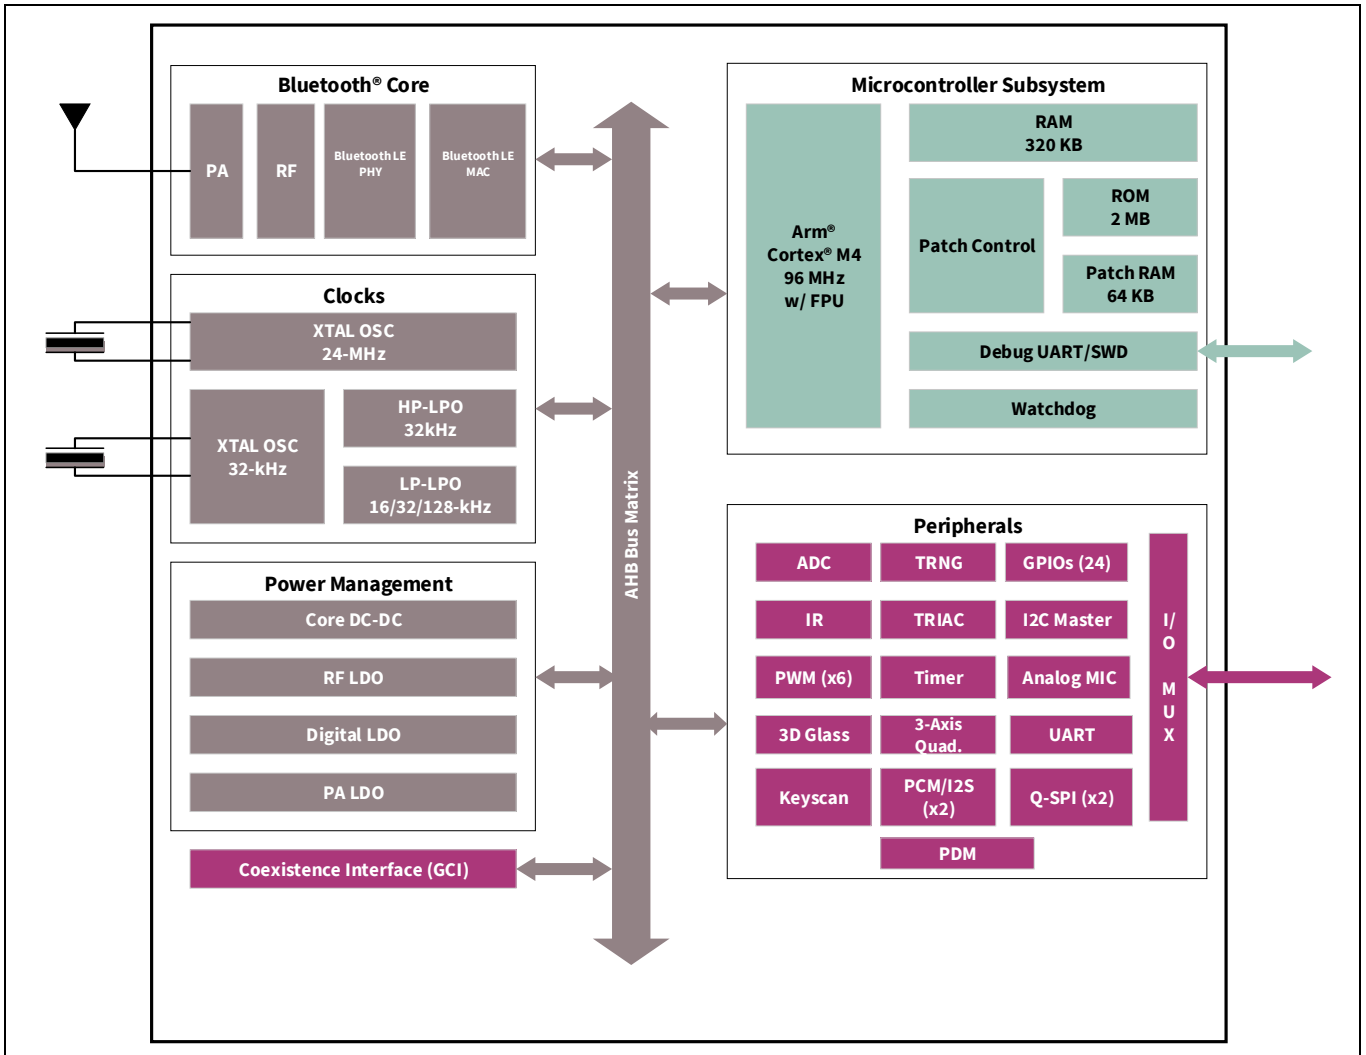 Bluetooth® Core
PA
RF
Bluetooth LE
PHY
Bluetooth LE
MAC
Clocks
XTAL OSC
24-MHz
XTAL OSC
32-kHz
HP-LPO
32kHz
LP-LPO
16/32/128-kHz
Power Management
Core DC-DC
RF LDO
Digital LDO
PA LDO
Coexistence Interface (GCI)
AHB Bus Matrix
Microcontroller Subsystem
Arm®
Cortex® M4
96 MHz
w/ FPU
RAM
320 KB
Patch Control
ROM
2 MB
Patch RAM
64 KB
Debug UART/SWD
Watchdog
Peripherals
ADC
TRNG
GPIOs (24)
IR
TRIAC
I2C Master
PWM (x6)
Timer
Analog MIC
3D Glass
3-Axis
Quad.
UART
Keyscan
PCM/I2S
(x2)
Q-SPI (x2)
PDM
I/
O
M
U
X